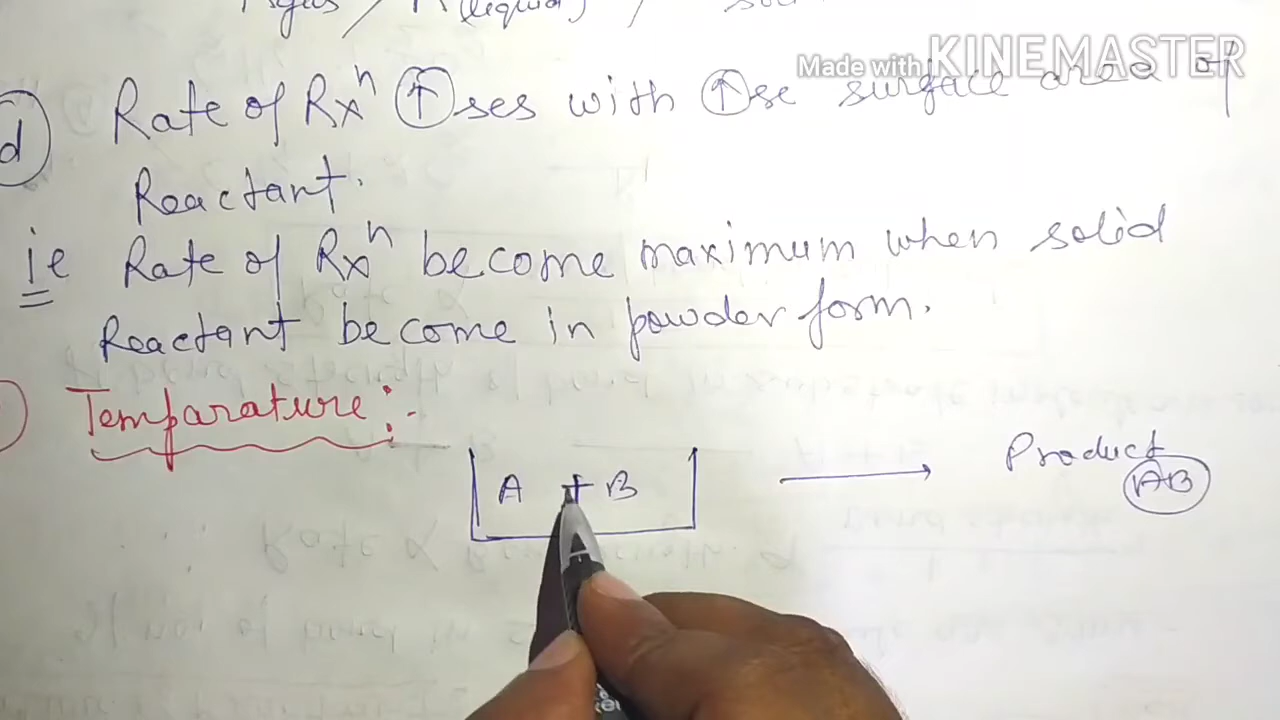 Made with KINEMASTER
d Rate of Rxⁿ ↑ses with ↑se surface area of
Reactant.
ie Rate of Rxⁿ become maximum when solid
Reactant become in powder form.
Temparature:-
A + B → Product
AB